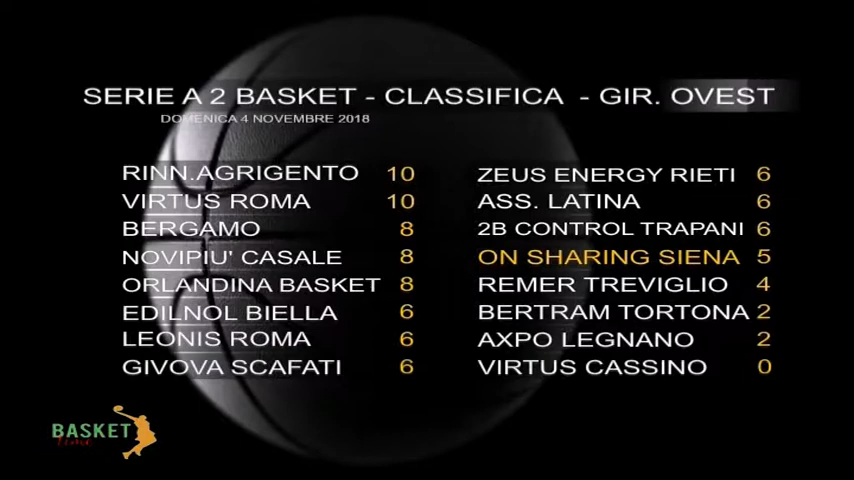 SERIE A 2 BASKET - CLASSIFICA - GIR. OVEST
DOMENICA 4 NOVEMBRE 2018
RINN.AGRIGENTO 10
VIRTUS ROMA 10
BERGAMO 8
NOVIPIU' CASALE 8
ORLANDINA BASKET 8
EDILNOL BIELLA 6
LEONIS ROMA 6
GIVOVA SCAFATI 6
ZEUS ENERGY RIETI 6
ASS. LATINA 6
2B CONTROL TRAPANI 6
ON SHARING SIENA 5
REMER TREVIGLIO 4
BERTRAM TORTONA 2
AXPO LEGNANO 2
VIRTUS CASSINO 0
BASKET
time